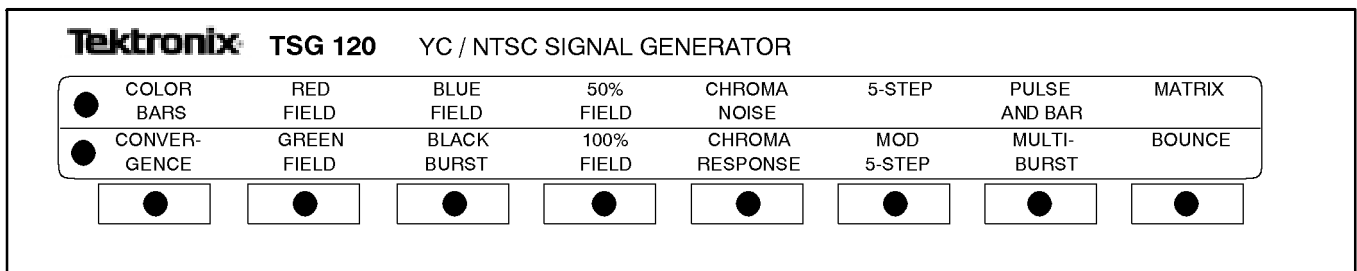 Tektronix TSG 120 YC / NTSC SIGNAL GENERATOR
COLOR RED BLUE 50% CHROMA 5-STEP PULSE MATRIX
BARS FIELD FIELD FIELD NOISE AND BAR
CONVER- GREEN BLACK 100% CHROMA MOD MULTI- BOUNCE
GENCE FIELD BURST FIELD RESPONSE 5-STEP BURST